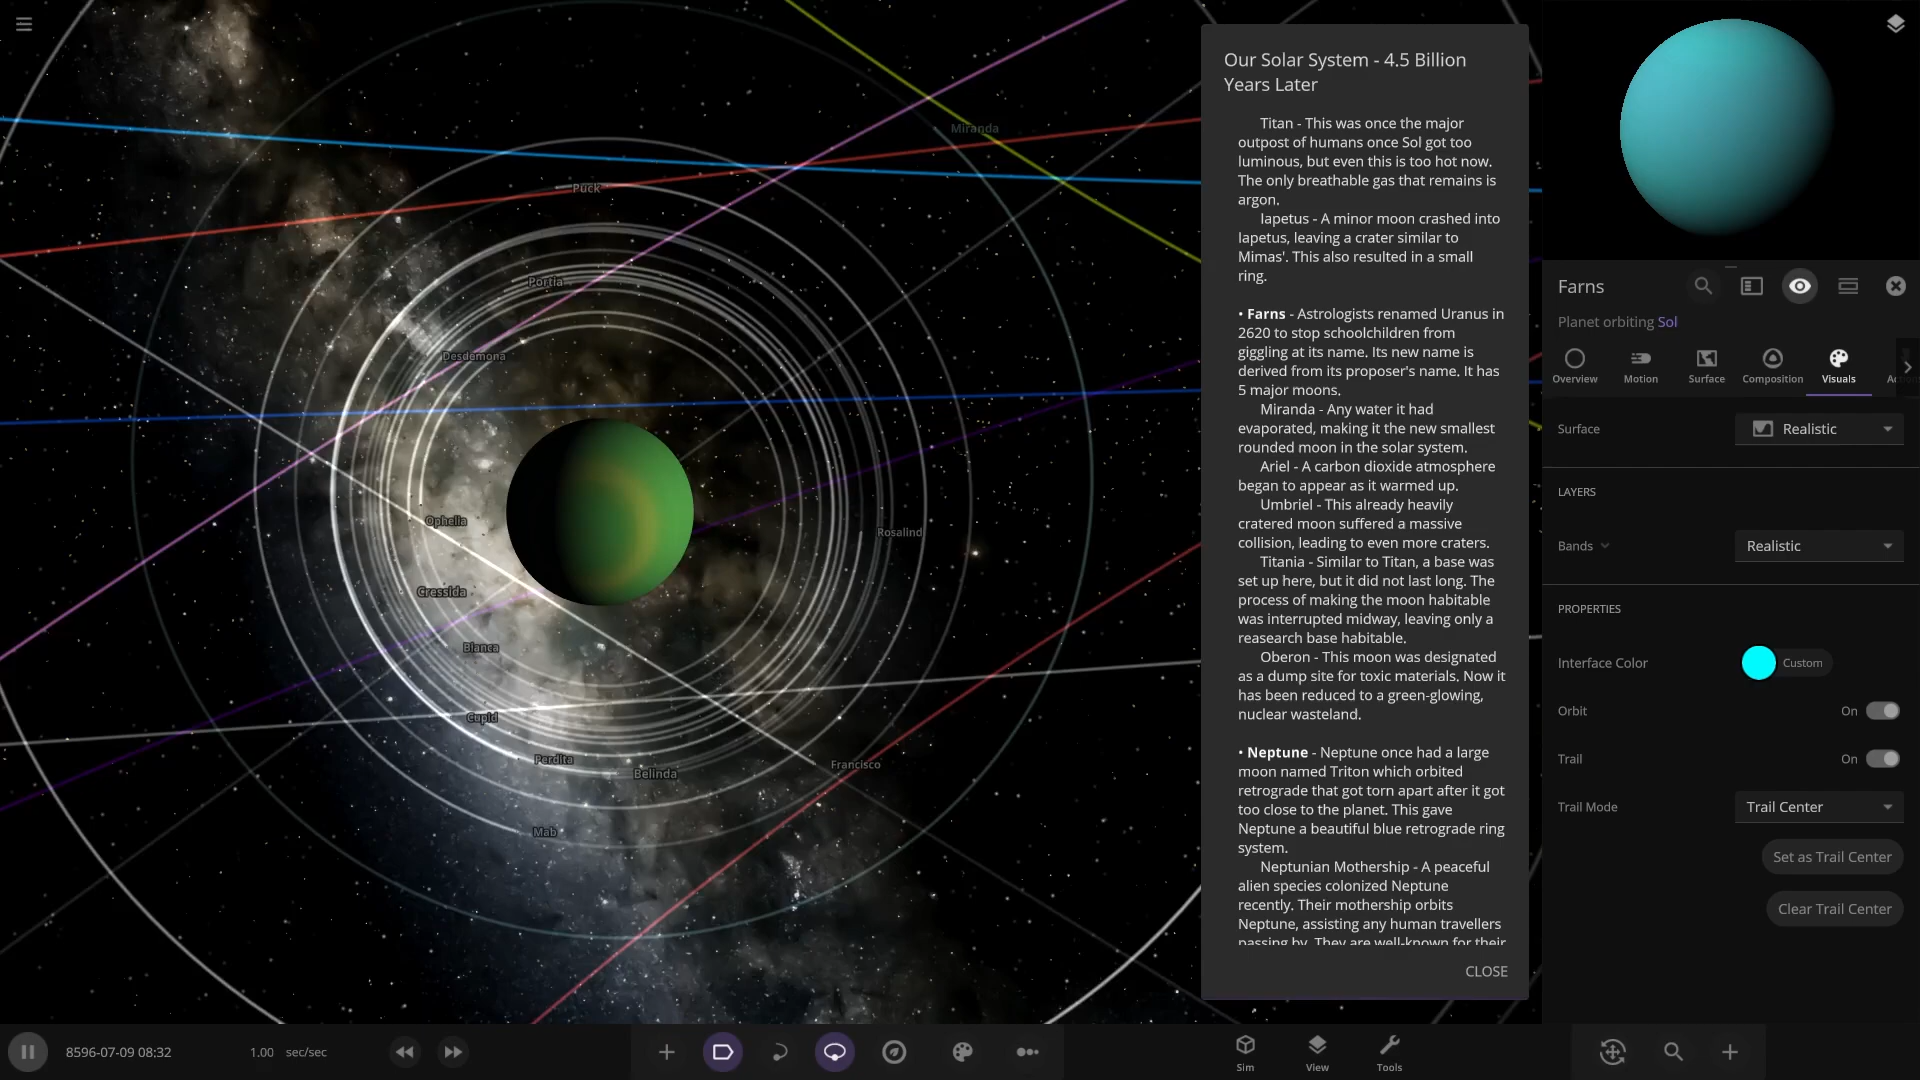 Miranda
Puck
Portia
Desdemona
Ophelia
Rosalind
Cressida
Bianca
Cupid
Perdita
Belinda
Francisco
Mab
Our Solar System - 4.5 Billion
Years Later
Titan - This was once the major
outpost of humans once Sol got too
luminous, but even this is too hot now.
The only breathable gas that remains is
argon.
Iapetus - A minor moon crashed into
Iapetus, leaving a crater similar to
Mimas'. This also resulted in a small
ring.
• Farns - Astrologists renamed Uranus in
2620 to stop schoolchildren from
giggling at its name. Its new name is
derived from its proposer's name. It has
5 major moons.
Miranda - Any water it had
evaporated, making it the new smallest
rounded moon in the solar system.
Ariel - A carbon dioxide atmosphere
began to appear as it warmed up.
Umbriel - This already heavily
cratered moon suffered a massive
collision, leading to even more craters.
Titania - Similar to Titan, a base was
set up here, but it did not last long. The
process of making the moon habitable
was interrupted midway, leaving only a
reasearch base habitable.
Oberon - This moon was designated
as a dump site for toxic materials. Now it
has been reduced to a green-glowing,
nuclear wasteland.
• Neptune - Neptune once had a large
moon named Triton which orbited
retrograde that got torn apart after it got
too close to the planet. This gave
Neptune a beautiful blue retrograde ring
system.
Neptunian Mothership - A peaceful
alien species colonized Neptune
recently. Their mothership orbits
Neptune, assisting any human travellers
passing by. They are well-known for their
CLOSE
Farns
Planet orbiting Sol
Overview
Motion
Surface
Composition
Visuals
Surface
Realistic
LAYERS
Bands
Realistic
PROPERTIES
Interface Color
Custom
Orbit
On
Trail
On
Trail Mode
Trail Center
Set as Trail Center
Clear Trail Center
8596-07-09 08:32
1.00 sec/sec
Sim
View
Tools